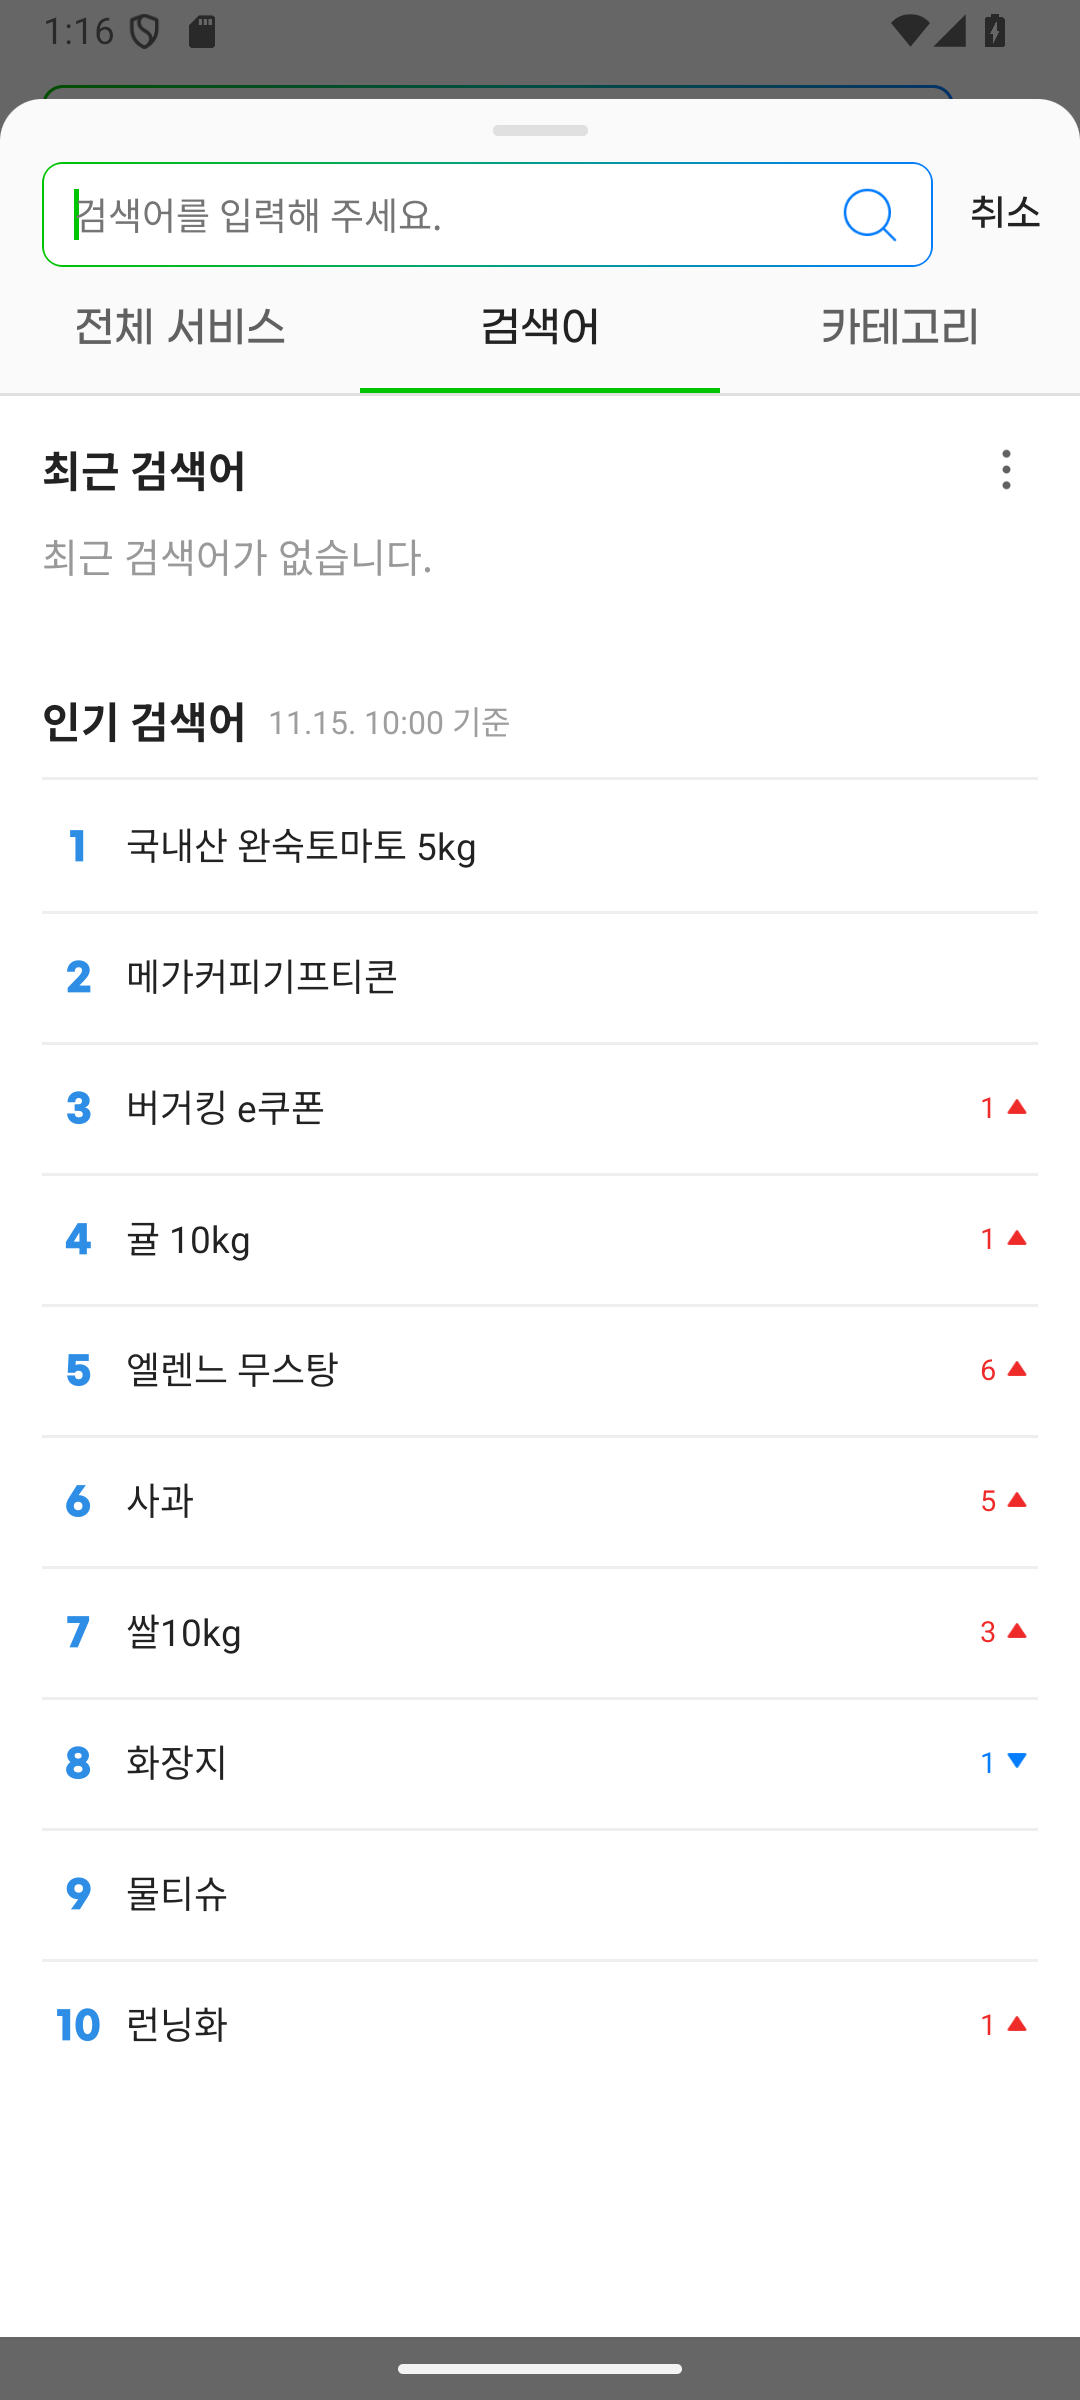 1:16
검색어를 입력해 주세요.
취소
전체 서비스 검색어 카테고리
최근 검색어
최근 검색어가 없습니다.
인기 검색어 11.15. 10:00 기준
1 국내산 완숙토마토 5kg
2 메가커피기프티콘
3 버거킹 e쿠폰 1
4 귤 10kg 1
5 엘렌느 무스탕 6
6 사과 5
7 쌀10kg 3
8 화장지 1
9 물티슈
10 런닝화 1